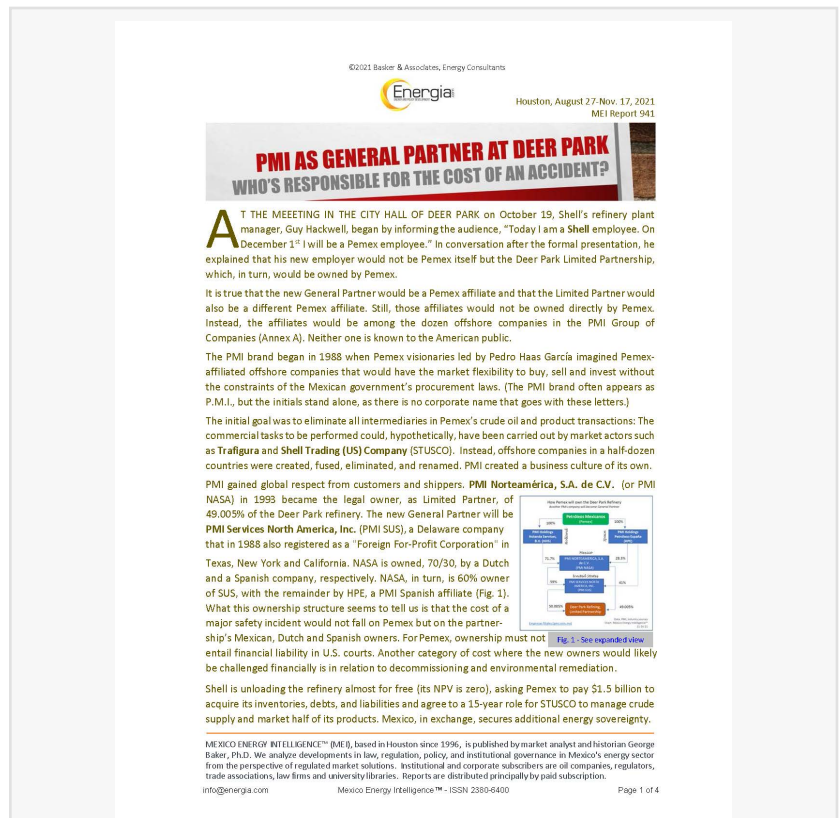 ©2021 Basker & Associates, Energy Consultants
Energia
Houston, August 27-Nov. 17, 2021
MEI Report 941
PMI AS GENERAL PARTNER AT DEER PARK
WHO'S RESPONSIBLE FOR THE COST OF AN ACCIDENT?
AT THE MEEETING IN THE CITY HALL OF DEER PARK on October 19, Shell's refinery plant
manager, Guy Hackwell, began by informing the audience, "Today I am a Shell employee. On
December 1st I will be a Pemex employee." In conversation after the formal presentation, he
explained that his new employer would not be Pemex itself but the Deer Park Limited Partnership,
which, in turn, would be owned by Pemex.
It is true that the new General Partner would be a Pemex affiliate and that the Limited Partner would
also be a different Pemex affiliate. Still, those affiliates would not be owned directly by Pemex.
Instead, the affiliates would be among the dozen offshore companies in the PMI Group of
Companies (Annex A). Neither one is known to the American public.
The PMI brand began in 1988 when Pemex visionaries led by Pedro Haas García imagined Pemex-
affiliated offshore companies that would have the market flexibility to buy, sell and invest without
the constraints of the Mexican government's procurement laws. (The PMI brand often appears as
P.M.I., but the initials stand alone, as there is no corporate name that goes with these letters.)
The initial goal was to eliminate all intermediaries in Pemex's crude oil and product transactions: The
commercial tasks to be performed could, hypothetically, have been carried out by market actors such
as Trafigura and Shell Trading (US) Company (STUSCO). Instead, offshore companies in a half-dozen
countries were created, fused, eliminated, and renamed. PMI created a business culture of its own.
PMI gained global respect from customers and shippers. PMI Norteamérica, S.A. de C.V. (or PMI
NASA) in 1993 became the legal owner, as Limited Partner, of
49.005% of the Deer Park refinery. The new General Partner will be
PMI Services North America, Inc. (PMI SUS), a Delaware company
that in 1988 also registered as a "Foreign For-Profit Corporation" in
Texas, New York and California. NASA is owned, 70/30, by a Dutch
and a Spanish company, respectively. NASA, in turn, is 60% owner
of SUS, with the remainder by HPE, a PMI Spanish affiliate (Fig. 1).
What this ownership structure seems to tell us is that the cost of a
major safety incident would not fall on Pemex but on the partner-
ship's Mexican, Dutch and Spanish owners. For Pemex, ownership must not
entail financial liability in U.S. courts. Another category of cost where the new owners would likely
be challenged financially is in relation to decommissioning and environmental remediation.
How Pemex will own the Deer Park Refinery
Petróleos Mexicanos
(Pemex)
100%
100%
Mexico
United States
49.005%
Deer Park Refining,
Limited Partnership
Fig. 1 - See expanded view
Shell is unloading the refinery almost for free (its NPV is zero), asking Pemex to pay $1.5 billion to
acquire its inventories, debts, and liabilities and agree to a 15-year role for STUSCO to manage crude
supply and market half of its products. Mexico, in exchange, secures additional energy sovereignty.
MEXICO ENERGY INTELLIGENCE™ (MEI), based in Houston since 1996, is published by market analyst and historian George
Baker, Ph.D. We analyze developments in law, regulation, policy, and institutional governance in Mexico's energy sector
from the perspective of regulated market solutions. Institutional and corporate subscribers are oil companies, regulators,
trade associations, law firms and university libraries. Reports are distributed principally by paid subscription.
info@energia.com
Mexico Energy Intelligence™ - ISSN 2380-6400
Page 1 of 4